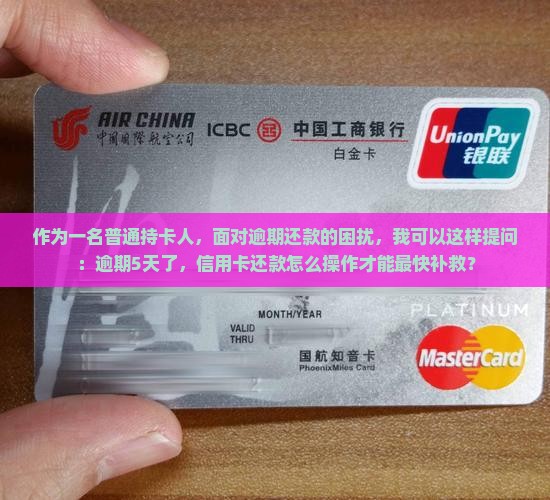 AIR CHINA
中国国际航空公司
ICBC 中国工商银行
白金卡
UnionPay
银联
作为一名普通持卡人，面对逾期还款的困扰，我可以这样提问
：逾期5天了，信用卡还款怎么操作才能最快补救？
PLATINUM
MONTH/YEAR
VALID
THRU
国航知音卡
PhoenixMiles Card
MasterCard